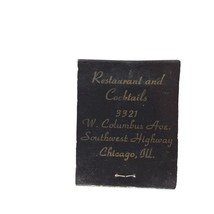 Restaurant and
Cocktails
3321
W. Columbus Ave.
Southwest Highway
Chicago, Ill.